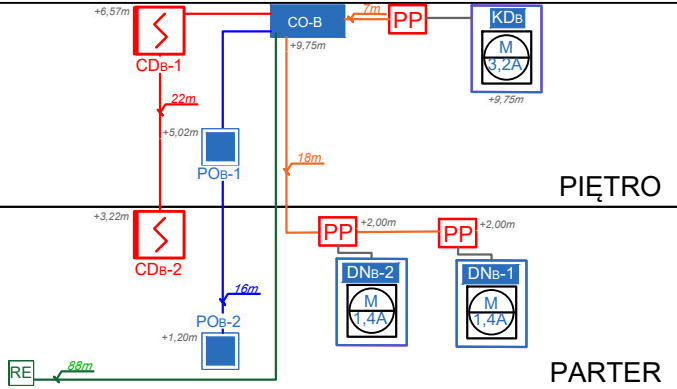 +6,57m
CDB-1
CO-B
+9,75m
7m
PP
KDB
M
3,2A
+9,75m
22m
+5,02m
POB-1
18m
PIĘTRO
+3,22m
CDB-2
PP
+2,00m
PP
+2,00m
DNB-2
M
1,4A
DNB-1
M
1,4A
16m
POB-2
+1,20m
RE
88m
PARTER